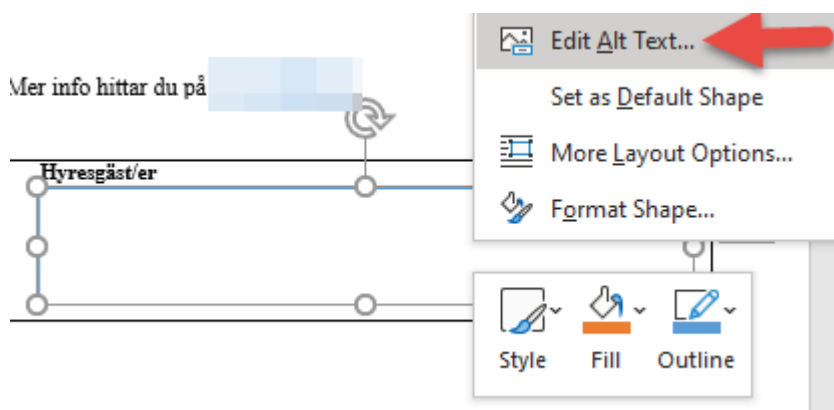 Edit Alt Text...
Mer info hittar du på
Set as Default Shape
More Layout Options...
Hyresgäst/er
Format Shape...
Style Fill Outline